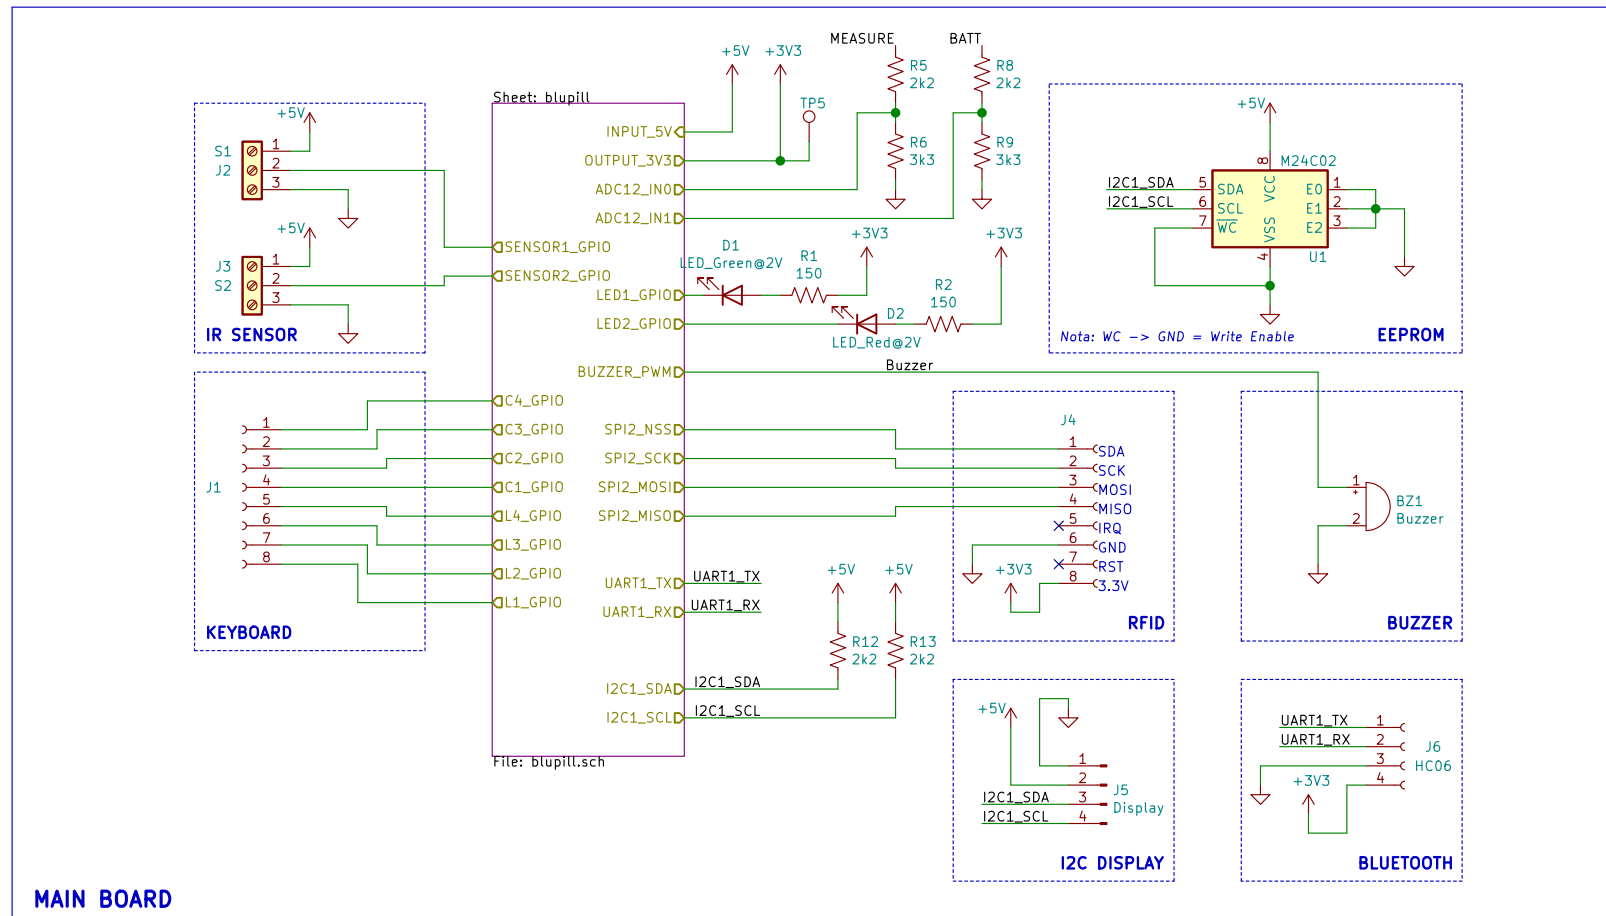 MEASURE
BATT
+5V
+3V3
R5
2k2
R8
2k2
Sheet: blupill
TP5
+5V
S1
J2
1
2
3
INPUT_5V
OUTPUT_3V3
ADC12_IN0
ADC12_IN1
R6
3k3
R9
3k3
+5V
8
M24C02
I2C1_SDA
I2C1_SCL
5
6
7
SDA
SCL
WC
VCC
VSS
E0
E1
E2
1
2
3
4
U1
Nota: WC -> GND = Write Enable
EEPROM
+5V
J3
S2
1
2
3
IR SENSOR
SENSOR1_GPIO
SENSOR2_GPIO
LED1_GPIO
LED2_GPIO
D1
LED_Green@2V
R1
150
+3V3
D2
LED_Red@2V
R2
150
+3V3
BUZZER_PWM
Buzzer
J1
1
2
3
4
5
6
7
8
KEYBOARD
C4_GPIO
C3_GPIO
C2_GPIO
C1_GPIO
L4_GPIO
L3_GPIO
L2_GPIO
L1_GPIO
SPI2_NSS
SPI2_SCK
SPI2_MOSI
SPI2_MISO
J4
1
2
3
4
5
6
7
8
SDA
SCK
MOSI
MISO
IRQ
GND
RST
3.3V
+3V3
RFID
1
+
2
BZ1
Buzzer
BUZZER
UART1_TX
UART1_RX
UART1_TX
UART1_RX
+5V
+5V
R12
2k2
R13
2k2
I2C1_SDA
I2C1_SCL
I2C1_SDA
I2C1_SCL
File: blupill.sch
+5V
1
2
3
4
I2C1_SDA
I2C1_SCL
J5
Display
I2C DISPLAY
UART1_TX
UART1_RX
1
2
3
4
+3V3
J6
HC06
BLUETOOTH
MAIN BOARD